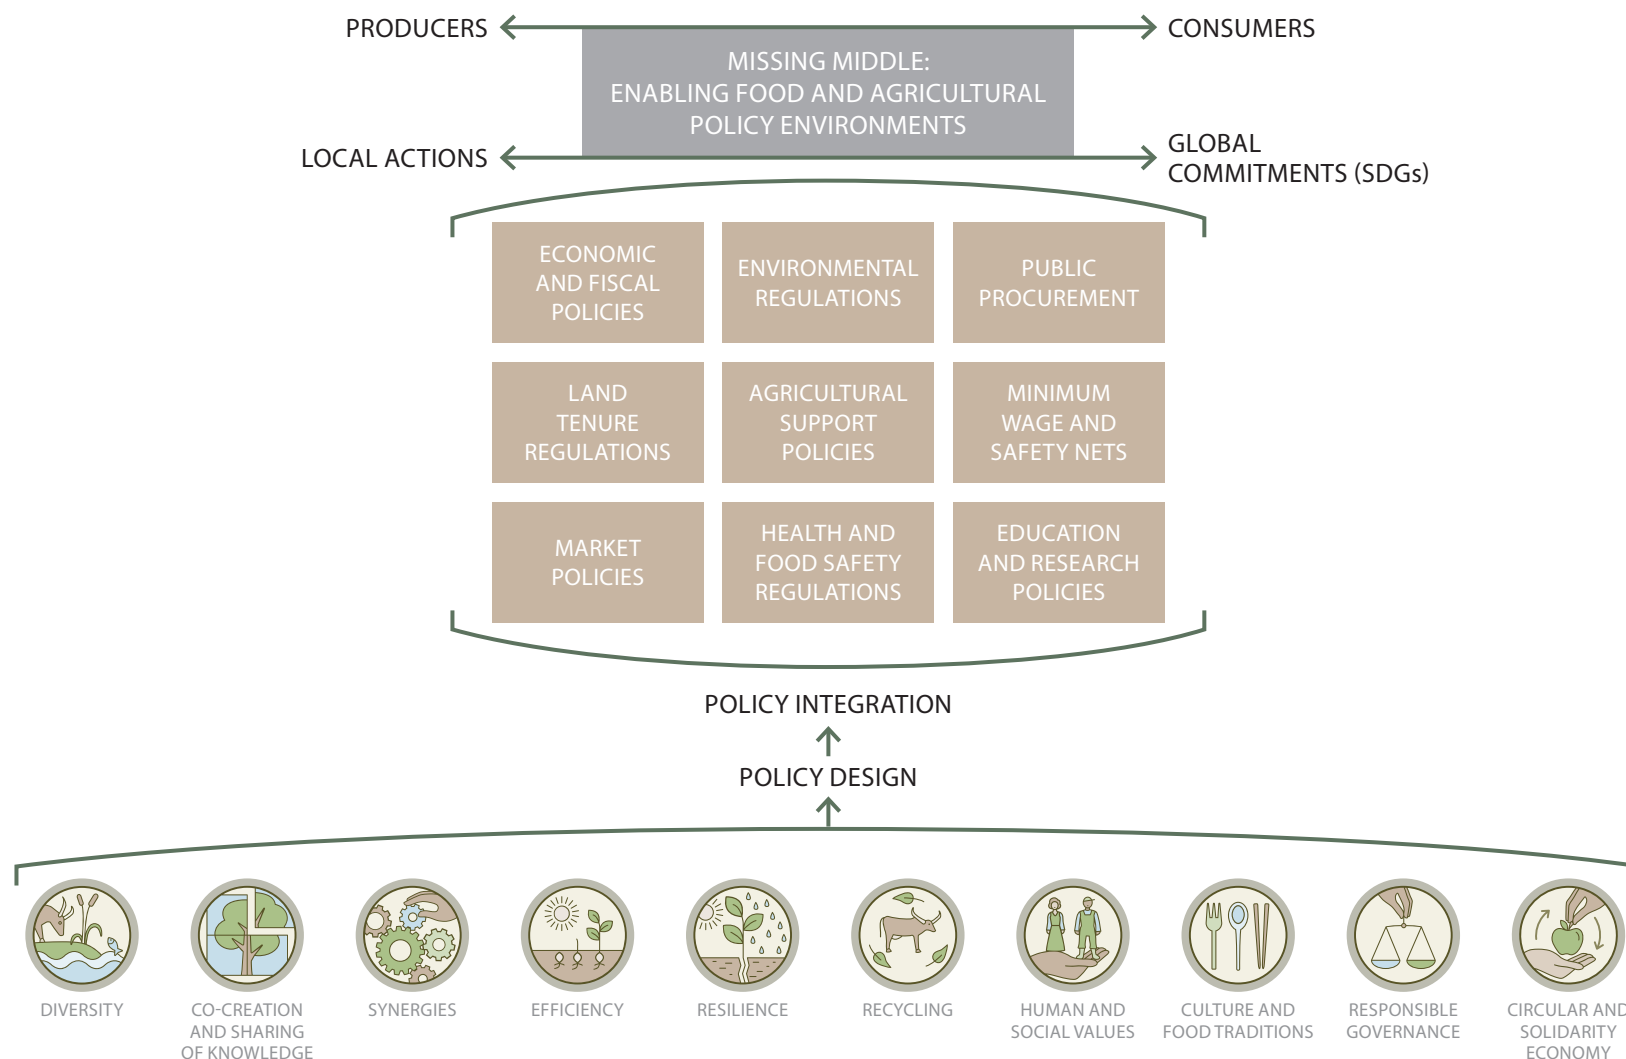 PRODUCERS
CONSUMERS
MISSING MIDDLE:
ENABLING FOOD AND AGRICULTURAL
POLICY ENVIRONMENTS
LOCAL ACTIONS
GLOBAL
COMMITMENTS (SDGs)
ECONOMIC
AND FISCAL
POLICIES
ENVIRONMENTAL
REGULATIONS
PUBLIC
PROCUREMENT
LAND
TENURE
REGULATIONS
AGRICULTURAL
SUPPORT
POLICIES
MINIMUM
WAGE AND
SAFETY NETS
MARKET
POLICIES
HEALTH AND
FOOD SAFETY
REGULATIONS
EDUCATION
AND RESEARCH
POLICIES
POLICY INTEGRATION
POLICY DESIGN
DIVERSITY
CO-CREATION
AND SHARING
OF KNOWLEDGE
SYNERGIES
EFFICIENCY
RESILIENCE
RECYCLING
HUMAN AND
SOCIAL VALUES
CULTURE AND
FOOD TRADITIONS
RESPONSIBLE
GOVERNANCE
CIRCULAR AND
SOLIDARITY
ECONOMY